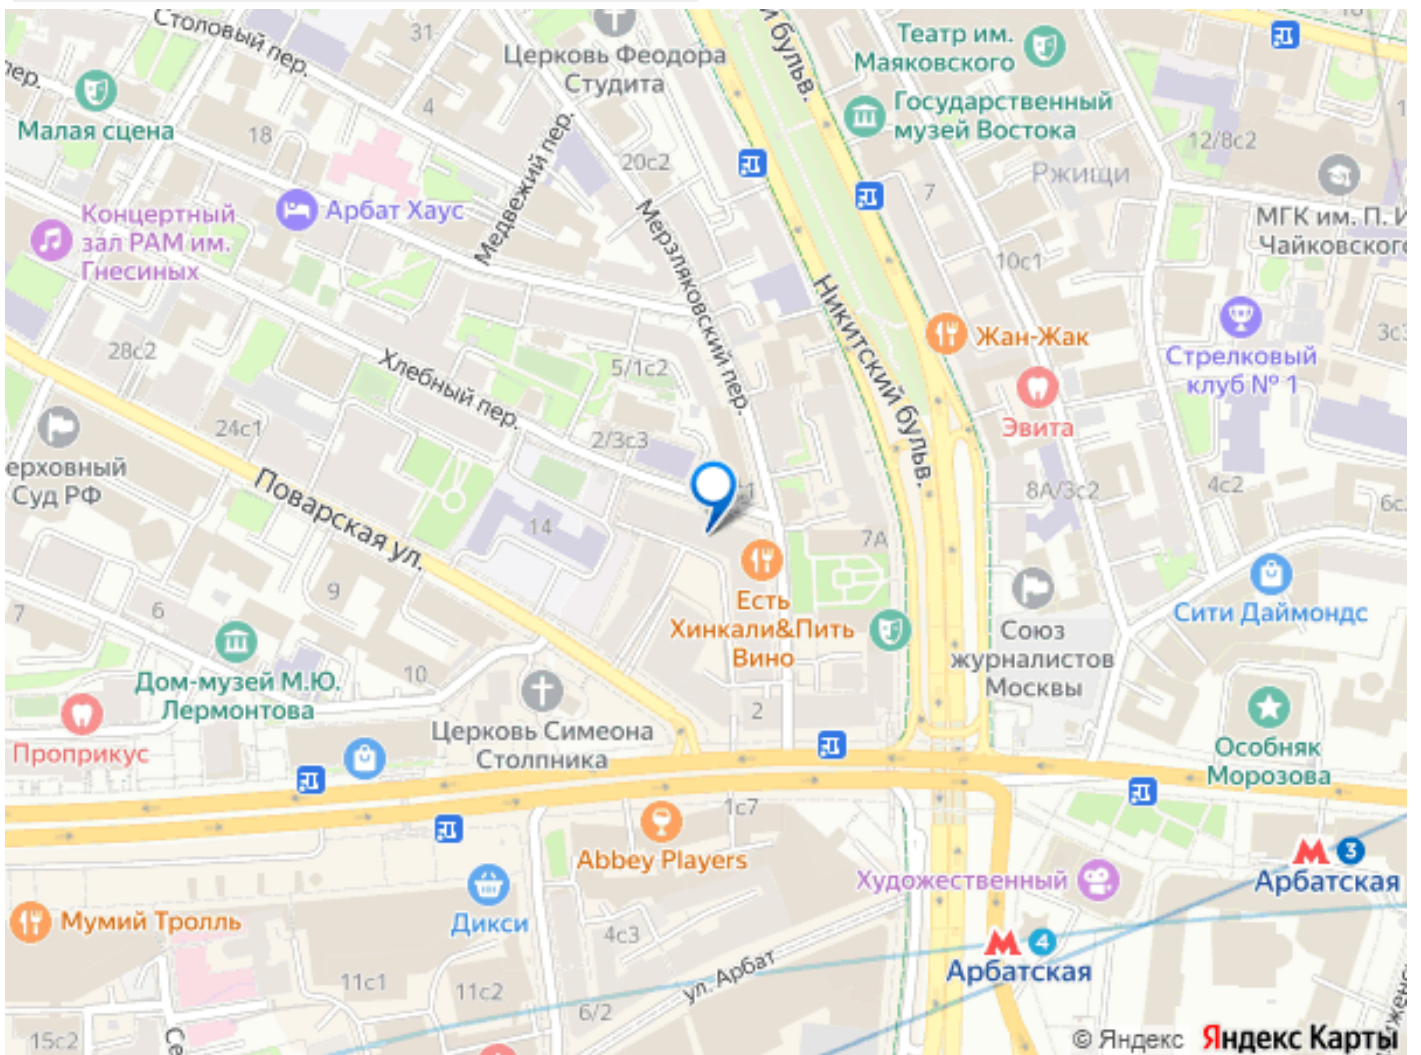 Столовый пер.
31
Церковь Феодора
Студита
й бульв.
Театр им.
Маяковского
пер.
Малая сцена
4
18
Медвежий пер.
20с2
Государственный
музей Востока
12/8с2
Ржищи
7
МГК им. П. И
Чайковского
Концертный
зал РАМ им.
Гнесиных
Арбат Хаус
Мерзляковский пер.
10с1
Никитский бульв.
Жан-Жак
Стрелковый
клуб № 1
3с3
28с2
Хлебный пер.
5/1с2
Эвита
24с1
2/3с3
ерховный
Суд РФ
Поварская ул.
14
8А/3с2
4с2
6с
7А
9
Есть
Хинкали&Пить
Вино
Союз
журналистов
Москвы
Сити Даймондс
7
6
Дом-музей М.Ю.
Лермонтова
10
Церковь Симеона
Столпника
2
Проприкус
Особняк
Морозова
1с7
Abbey Players
Художественный
3
Арбатская
Мумий Тролль
Дикси
4с3
4
Арбатская
ул. Арбат
11с1
11с2
6/2
15с2
© Яндекс Яндекс Карты